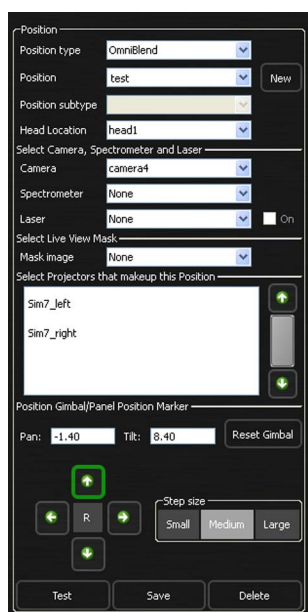 Position
Position type OmniBlend
Position test New
Position subtype
Head Location head1
Select Camera, Spectrometer and Laser
Camera camera4
Spectrometer None
Laser None On
Select Live View Mask
Mask image None
Select Projectors that makeup this Position
Sim7_left
Sim7_right
Position Gimbal/Panel Position Marker
Pan: -1.40 Tilt: 8.40 Reset Gimbal
Step size
R Small Medium Large
Test Save Delete